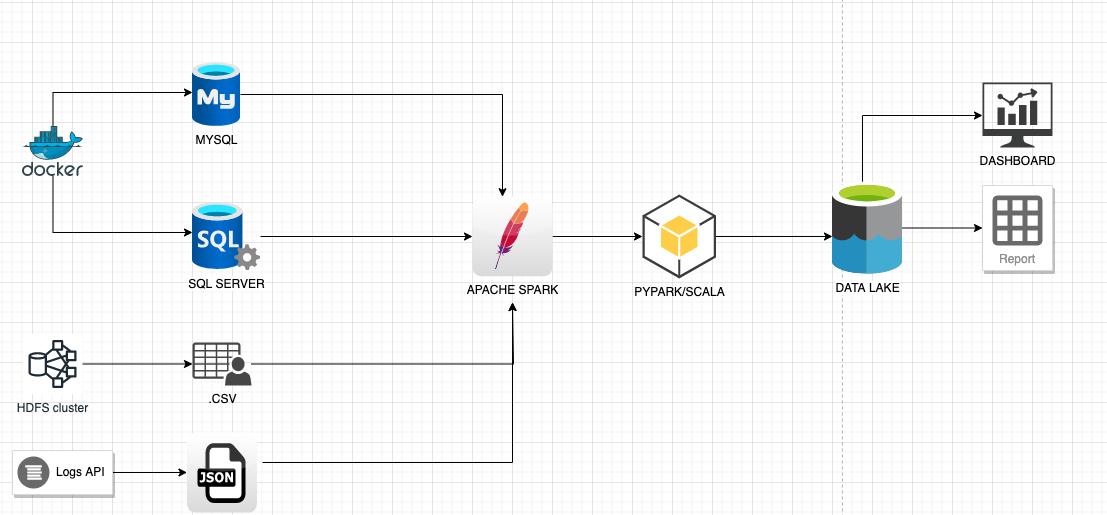 My
MYSQL
docker
SQL
SQL SERVER
APACHE SPARK
PYPARK/SCALA
DATA LAKE
DASHBOARD
Report
HDFS cluster
.CSV
Logs API
JSON